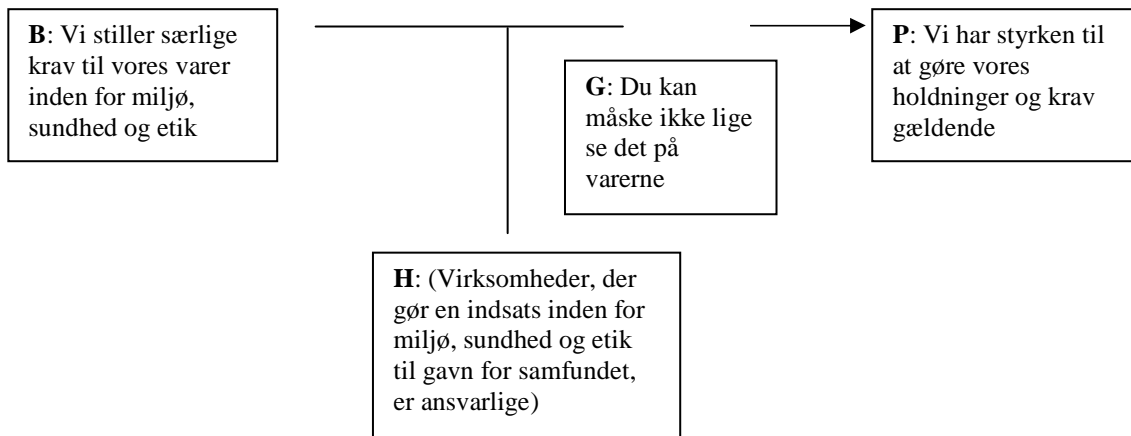 B: Vi stiller særlige
krav til vores varer
inden for miljø,
sundhed og etik
G: Du kan
måske ikke lige
se det på
varerne
P: Vi har styrken til
at gøre vores
holdninger og krav
gældende
H: (Virksomheder, der
gør en indsats inden for
miljø, sundhed og etik
til gavn for samfundet,
er ansvarlige)